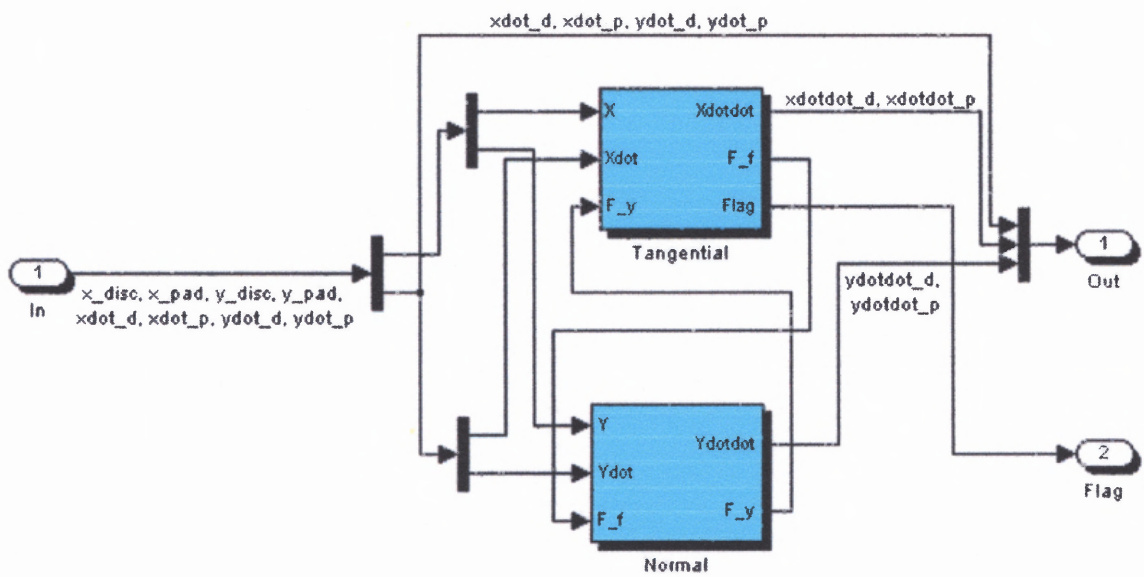 xdot_d, xdot_p, ydot_d, ydot_p
X
Xdot
F_y
Xdotdot
F_f
Flag
Tangential
xdotdot_d, xdotdot_p
1
In
x_disc, x_pad, y_disc, y_pad,
xdot_d, xdot_p, ydot_d, ydot_p
ydotdot_d,
ydotdot_p
1
Out
Y
Ydot
F_f
Ydotdot
F_y
Normal
2
Flag